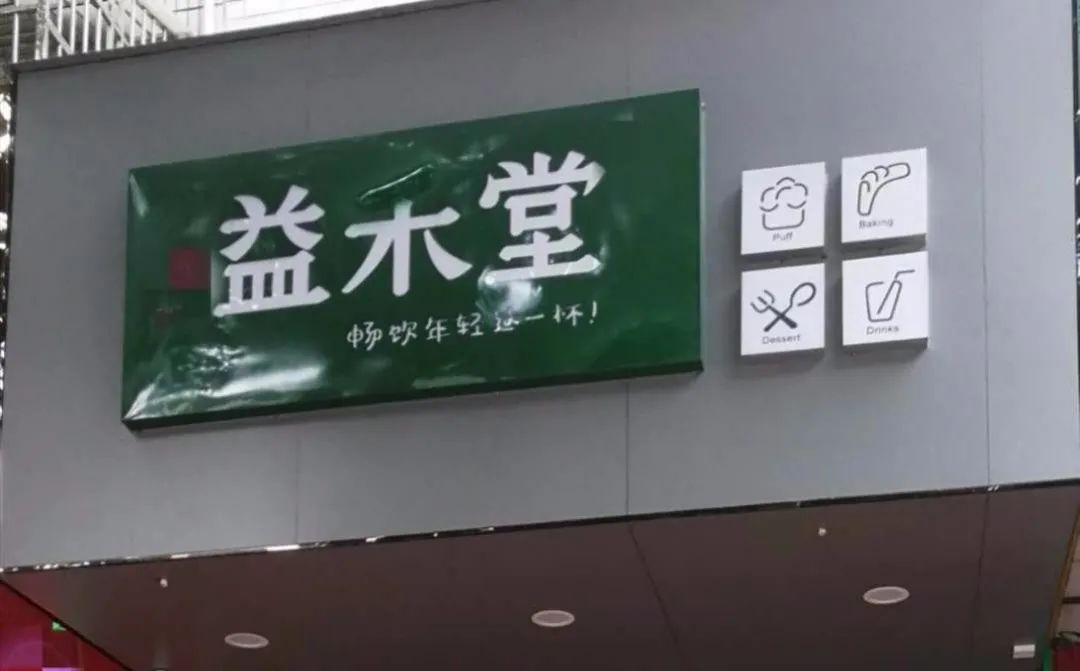 益禾堂
畅饮年轻这一杯!
Puff
Baking
Dessert
Drinks